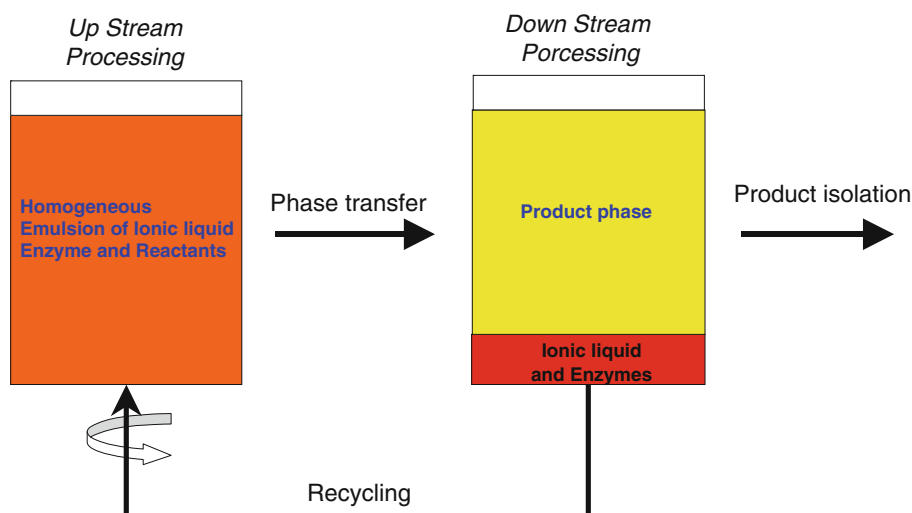 Up Stream
Processing
Down Stream
Porcessing
Homogeneous
Emulsion of Ionic liquid
Enzyme and Reactants
Phase transfer
Product phase
Product isolation
Ionic liquid
and Enzymes
Recycling